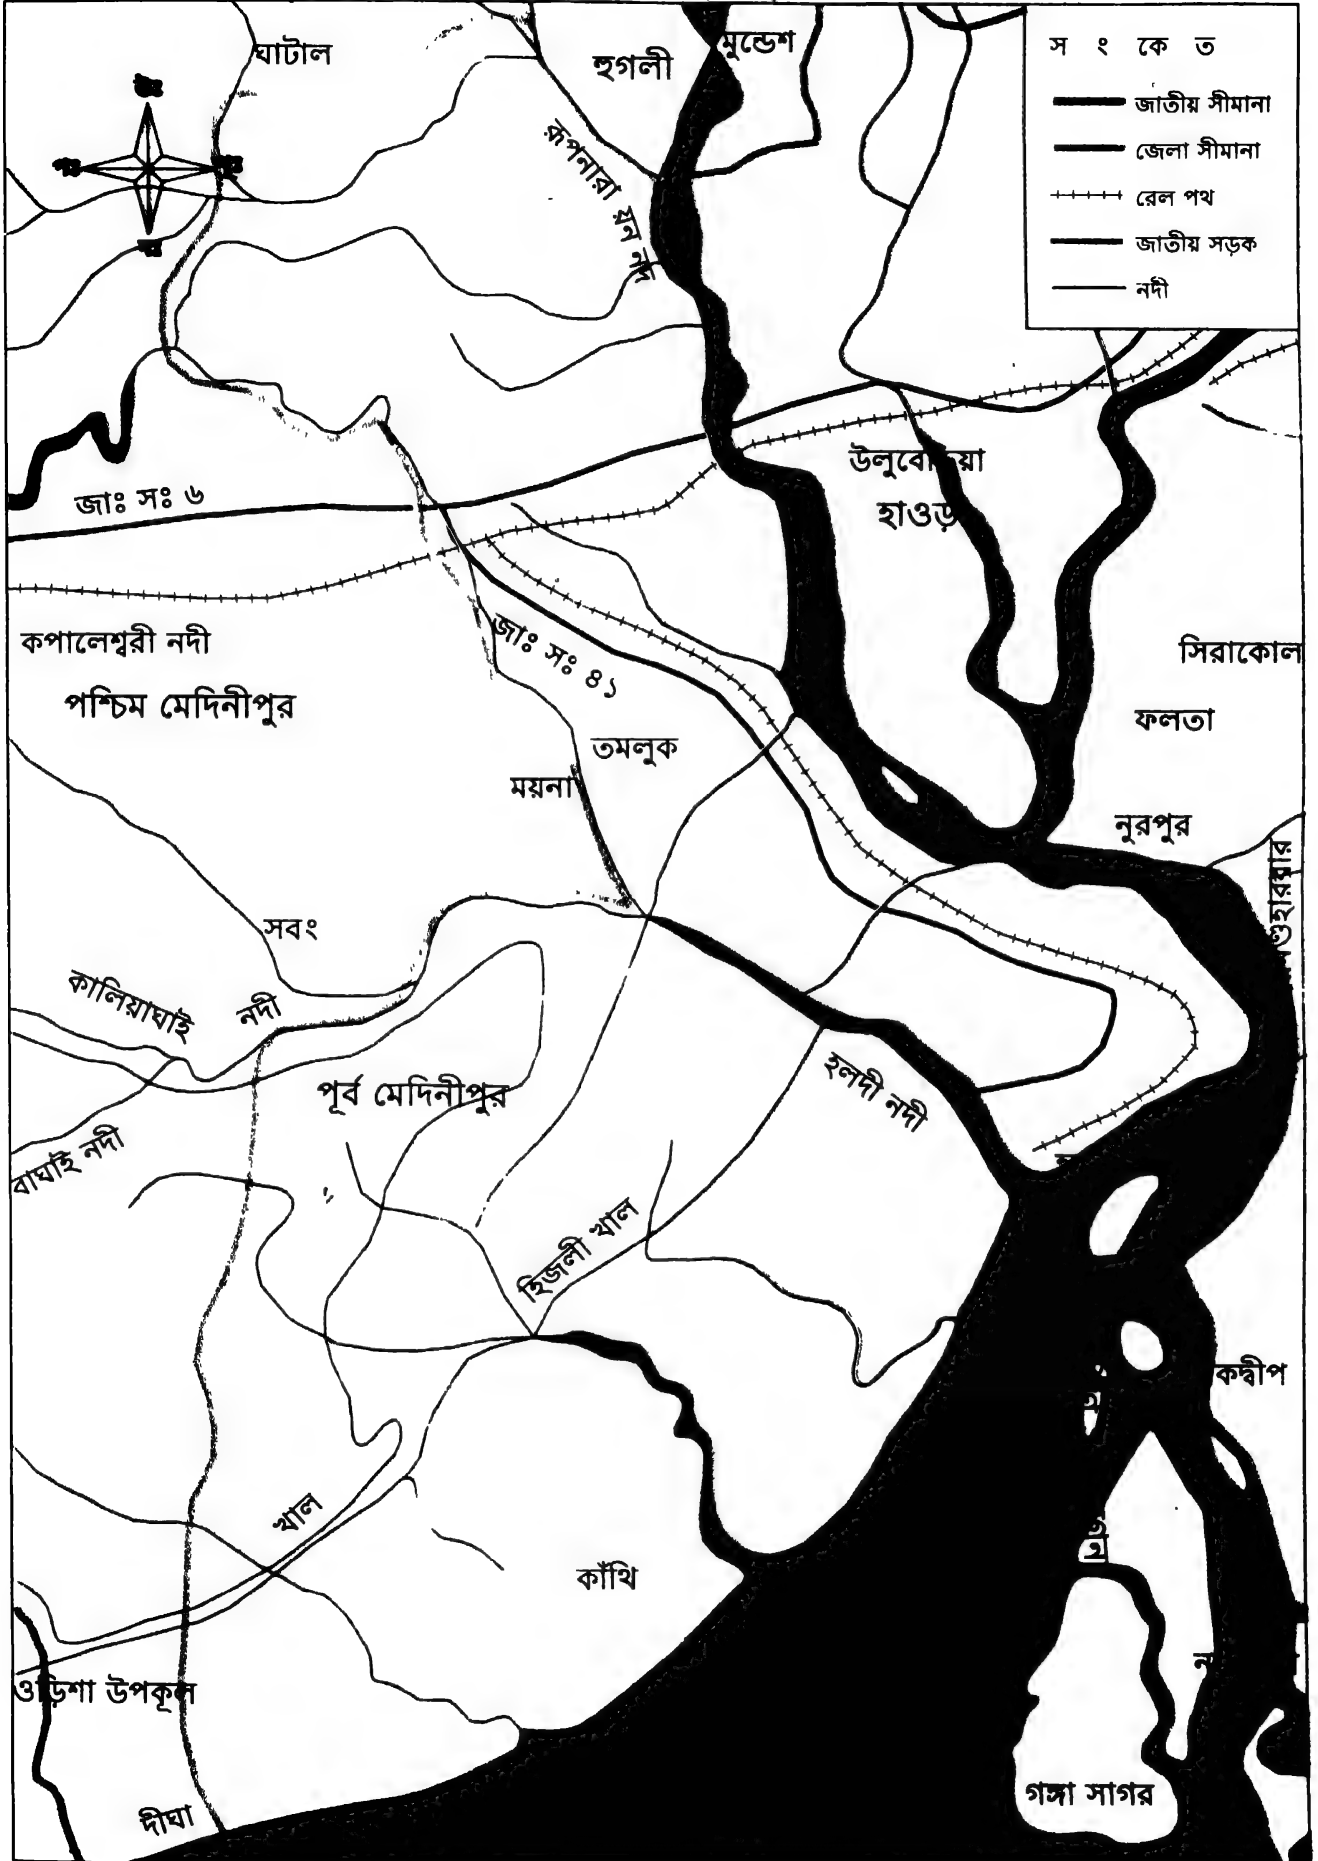 ঘাটাল
হুগলী
মুন্ডেশ
স ং কে ত
জাতীয় সীমানা
জেলা সীমানা
রেল পথ
জাতীয় সড়ক
নদী
রূপনারায়ন নদ
জাঃ সঃ ৬
উলুবেড়িয়া
হাওড়
কপালেশ্বরী নদী
জাঃ সঃ ৪১
সিরাকোল
পশ্চিম মেদিনীপুর
ফলতা
তমলুক
ময়না
নুরপুর
সবং
কালিয়াঘাই নদী
পূর্ব মেদিনীপুর
হলদী নদী
বাঘাই নদী
হিজলী খাল
কদ্বীপ
খাল
কাঁথি
ওড়িশা উপকূল
গঙ্গা সাগর
দীঘা